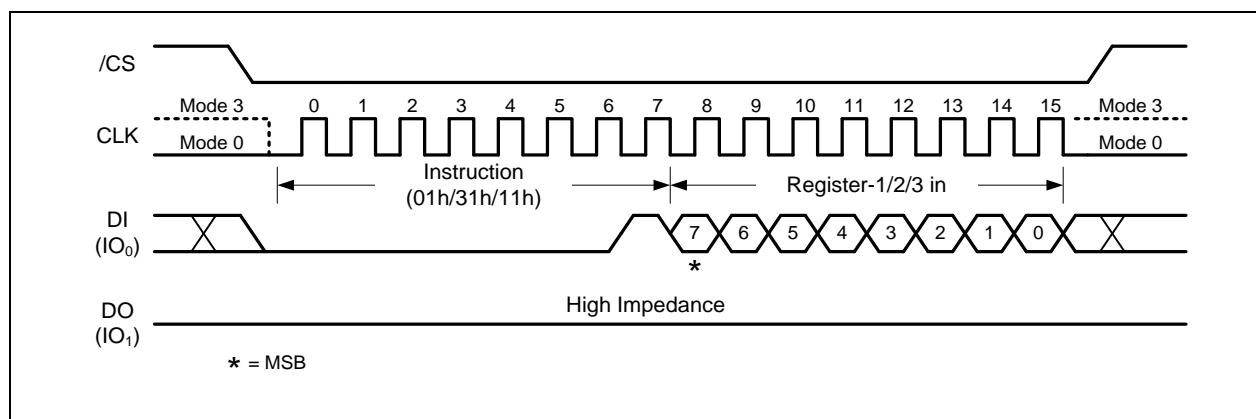 /CS
Mode 3 0 1 2 3 4 5 6 7 8 9 10 11 12 13 14 15 Mode 3
CLK
Mode 0 Mode 0
Instruction
(01h/31h/11h)
Register-1/2/3 in
DI
(IO₀)
7 6 5 4 3 2 1 0
*
High Impedance
DO
(IO₁)
* = MSB